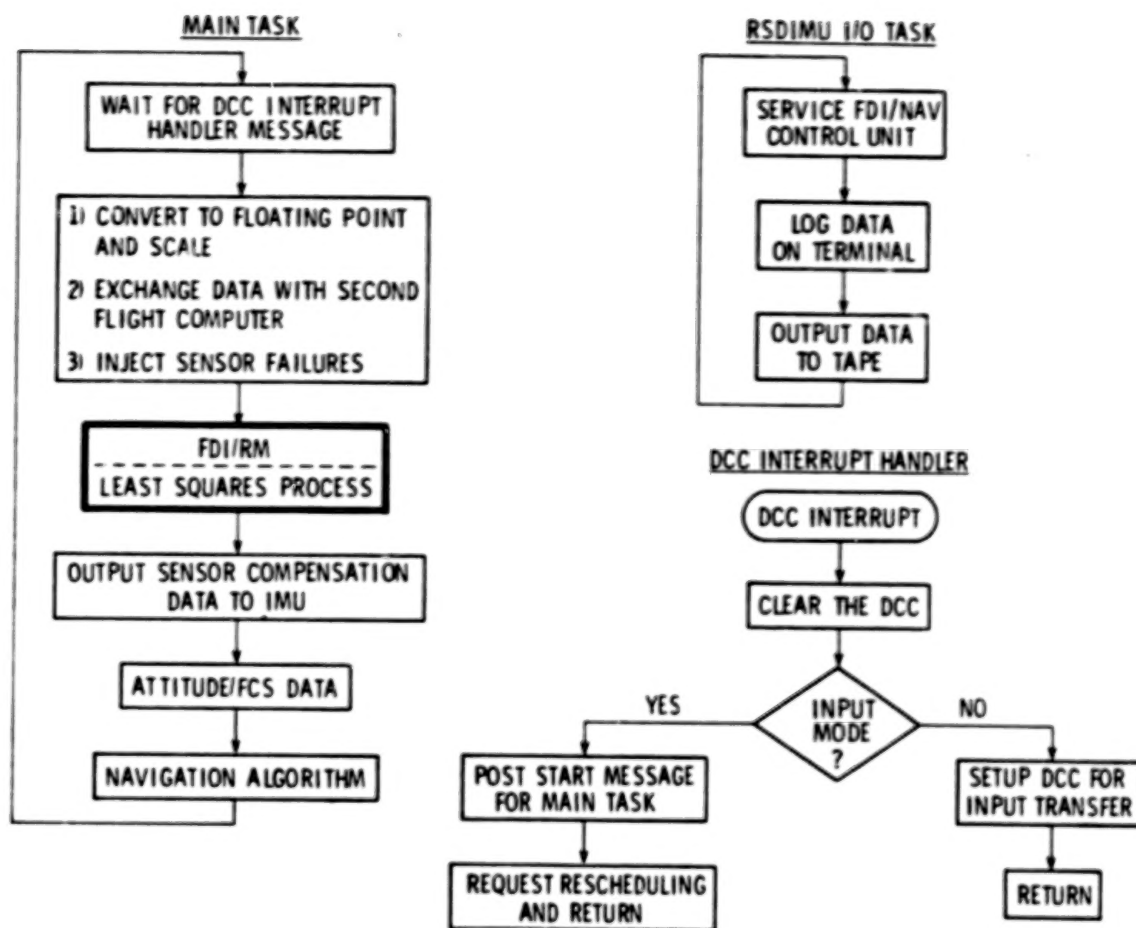 MAIN TASK
WAIT FOR DCC INTERRUPT
HANDLER MESSAGE
1) CONVERT TO FLOATING POINT
AND SCALE
2) EXCHANGE DATA WITH SECOND
FLIGHT COMPUTER
3) INJECT SENSOR FAILURES
FDI/RM
LEAST SQUARES PROCESS
OUTPUT SENSOR COMPENSATION
DATA TO IMU
ATTITUDE/FCS DATA
NAVIGATION ALGORITHM
RSDIMU I/O TASK
SERVICE FDI/NAV
CONTROL UNIT
LOG DATA
ON TERMINAL
OUTPUT DATA
TO TAPE
DCC INTERRUPT HANDLER
DCC INTERRUPT
CLEAR THE DCC
INPUT
MODE
?
YES
NO
POST START MESSAGE
FOR MAIN TASK
REQUEST RESCHEDULING
AND RETURN
SETUP DCC FOR
INPUT TRANSFER
RETURN